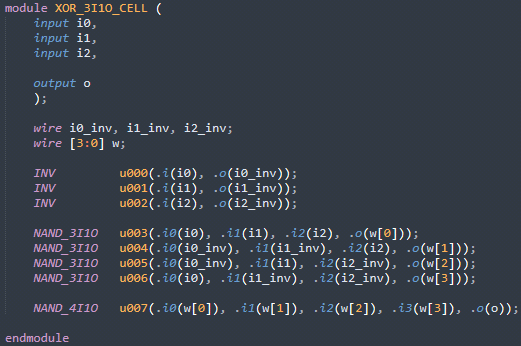 module XOR_3I1O_CELL (
input i0,
input i1,
input i2,
output o
);
wire i0_inv, i1_inv, i2_inv;
wire [3:0] w;
INV u000(.i(i0), .o(i0_inv));
INV u001(.i(i1), .o(i1_inv));
INV u002(.i(i2), .o(i2_inv));
NAND_3I1O u003(.i0(i0), .i1(i1), .i2(i2), .o(w[0]));
NAND_3I1O u004(.i0(i0_inv), .i1(i1_inv), .i2(i2), .o(w[1]));
NAND_3I1O u005(.i0(i0_inv), .i1(i1), .i2(i2_inv), .o(w[2]));
NAND_3I1O u006(.i0(i0), .i1(i1_inv), .i2(i2_inv), .o(w[3]));
NAND_4I1O u007(.i0(w[0]), .i1(w[1]), .i2(w[2]), .i3(w[3]), .o(o));
endmodule